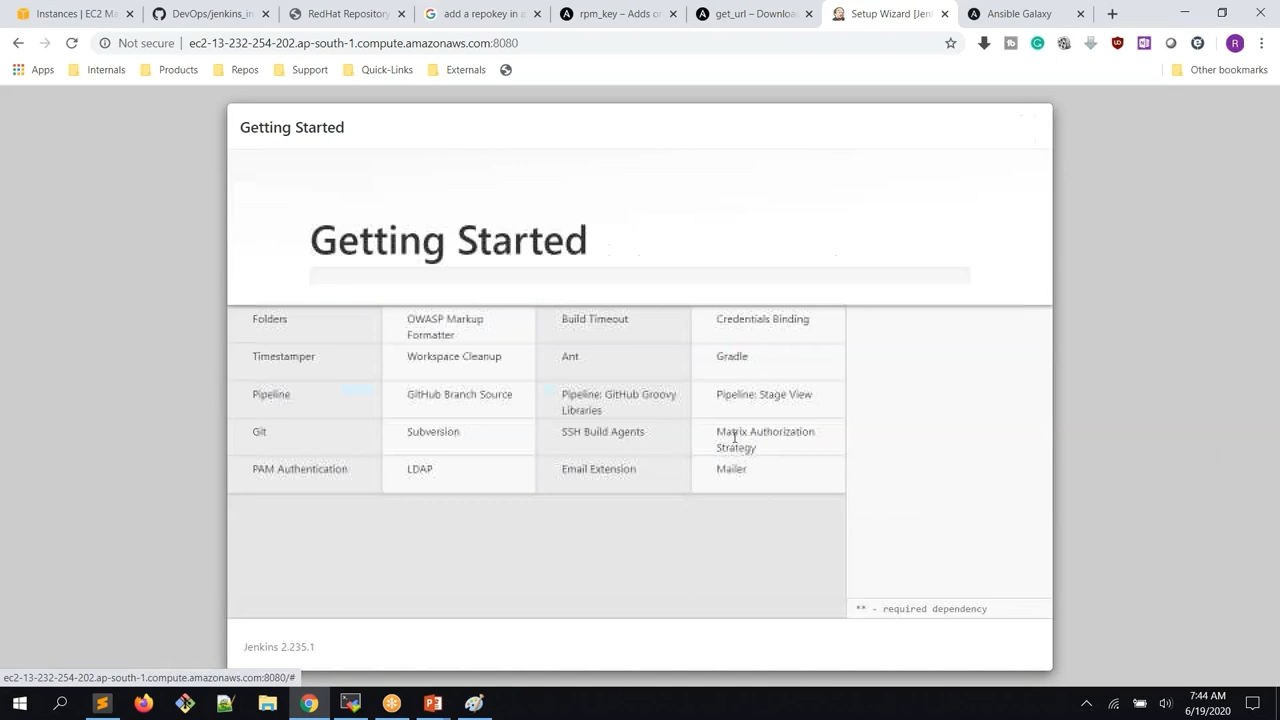 Instances | EC2 Ma
DevOps/jenkins_in
RedHat Repository
add a repokey in a
rpm_key – Adds or
get_url – Downloa
Setup Wizard [Jen
Ansible Galaxy
Not secure | ec2-13-232-254-202.ap-south-1.compute.amazonaws.com:8080
Apps
Internals
Products
Repos
Support
Quick-Links
Externals
Other bookmarks
Getting Started
Getting Started
Folders
OWASP Markup
Formatter
Build Timeout
Credentials Binding
Timestamper
Workspace Cleanup
Ant
Gradle
Pipeline
GitHub Branch Source
Pipeline: GitHub Groovy
Libraries
Pipeline: Stage View
Git
Subversion
SSH Build Agents
Matrix Authorization
Strategy
PAM Authentication
LDAP
Email Extension
Mailer
** - required dependency
Jenkins 2.235.1
ec2-13-232-254-202.ap-south-1.compute.amazonaws.com:8080/#
7:44 AM
6/19/2020